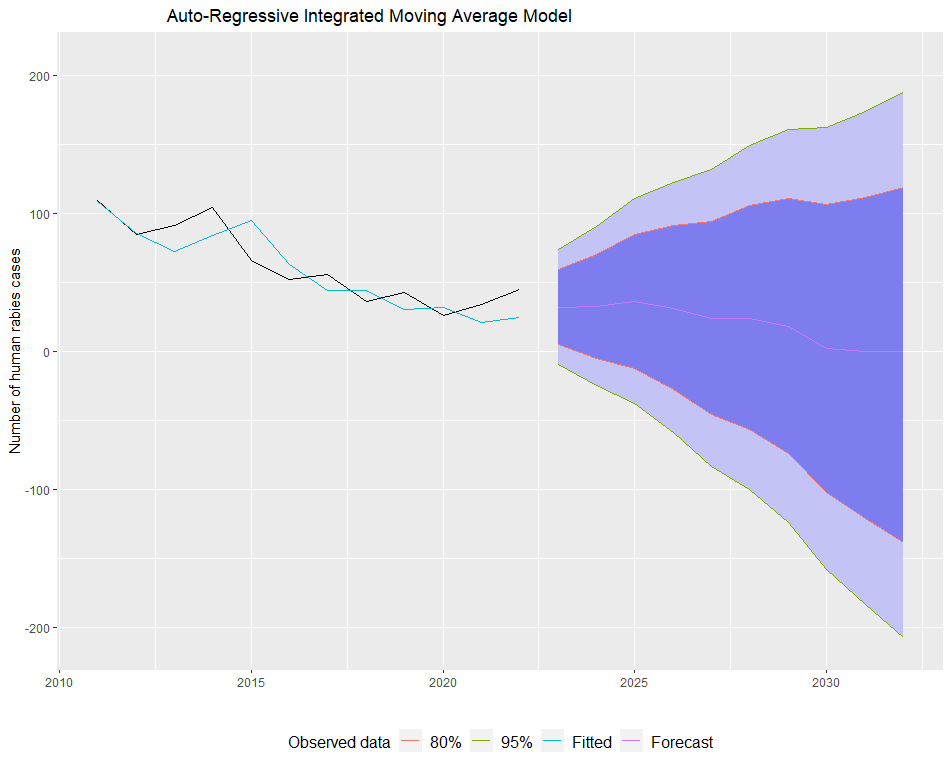 Auto-Regressive Integrated Moving Average Model
Number of human rabies cases
200
100
0
-100
-200
2010
2015
2020
2025
2030
Observed data
80%
95%
Fitted
Forecast